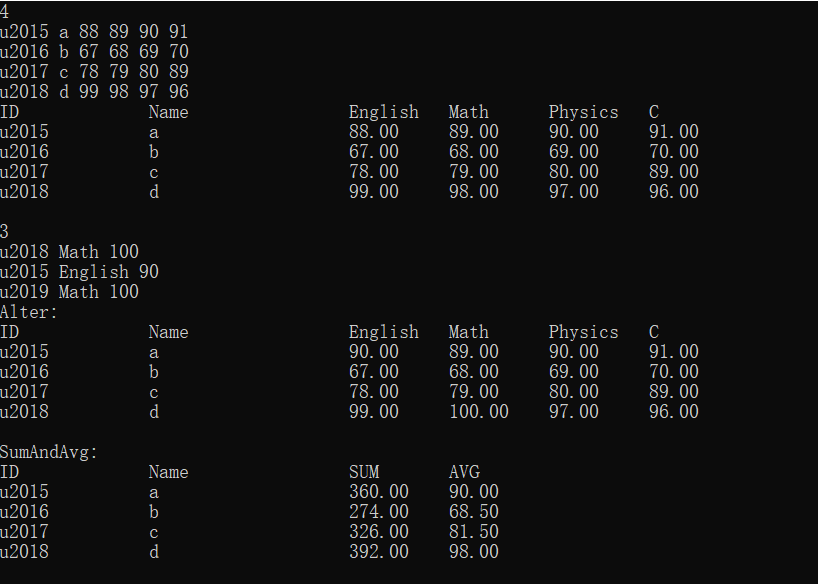 4
u2015 a 88 89 90 91
u2016 b 67 68 69 70
u2017 c 78 79 80 89
u2018 d 99 98 97 96
ID Name English Math Physics C
u2015 a 88.00 89.00 90.00 91.00
u2016 b 67.00 68.00 69.00 70.00
u2017 c 78.00 79.00 80.00 89.00
u2018 d 99.00 98.00 97.00 96.00
3
u2018 Math 100
u2015 English 90
u2019 Math 100
Alter:
ID Name English Math Physics C
u2015 a 90.00 89.00 90.00 91.00
u2016 b 67.00 68.00 69.00 70.00
u2017 c 78.00 79.00 80.00 89.00
u2018 d 99.00 100.00 97.00 96.00
SumAndAvg:
ID Name SUM AVG
u2015 a 360.00 90.00
u2016 b 274.00 68.50
u2017 c 326.00 81.50
u2018 d 392.00 98.00